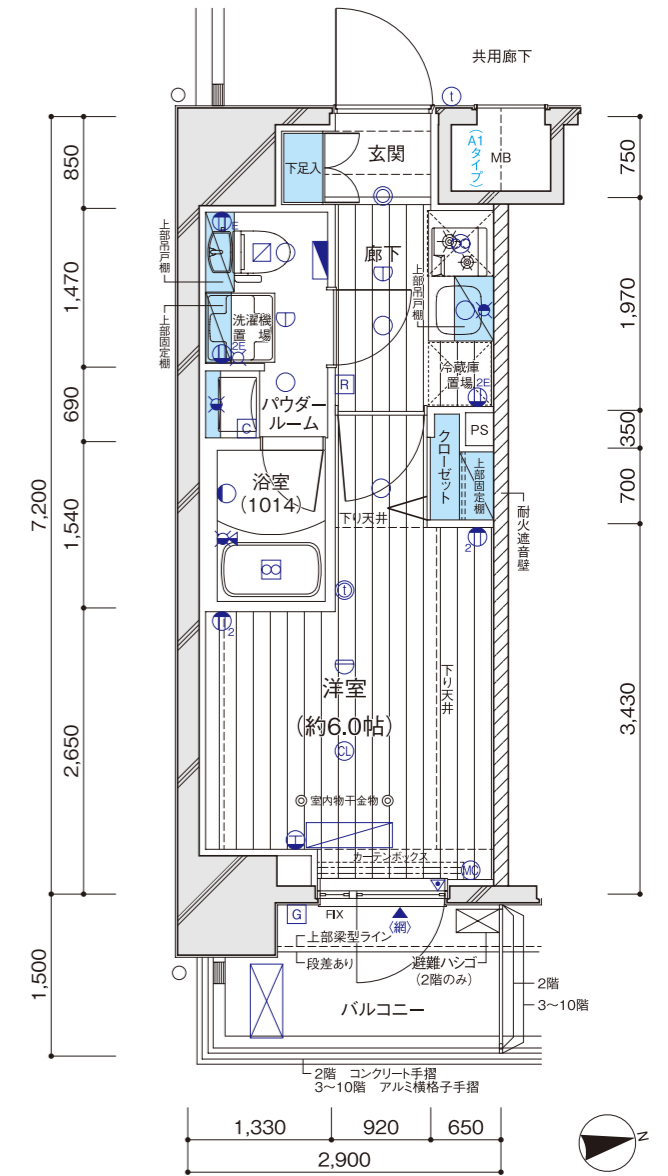 共用廊下
t
850
玄関
下足入
(A1タイプ)
MB
750
上部吊戸棚
E
廊下
上部吊戸棚
1,470
1,970
上部固定棚
洗濯機
置場
2E
冷蔵庫
置場
2E
R
690
パウダー
ルーム
C
クローゼット
PS
350
上部固定棚
700
7,200
1,540
浴室
(1014)
下り天井
耐火遮音壁
2
t
2
洋室
(約6.0帖)
下り天井
3,430
2,650
CL
室内物干金物
カーテンボックス
MC
G
FIX
〈網〉
上部梁型ライン
段差あり
避難ハシゴ
(2階のみ)
1,500
バルコニー
2階
3〜10階
2階 コンクリート手摺
3〜10階 アルミ横格子手摺
1,330
920
650
2,900
N